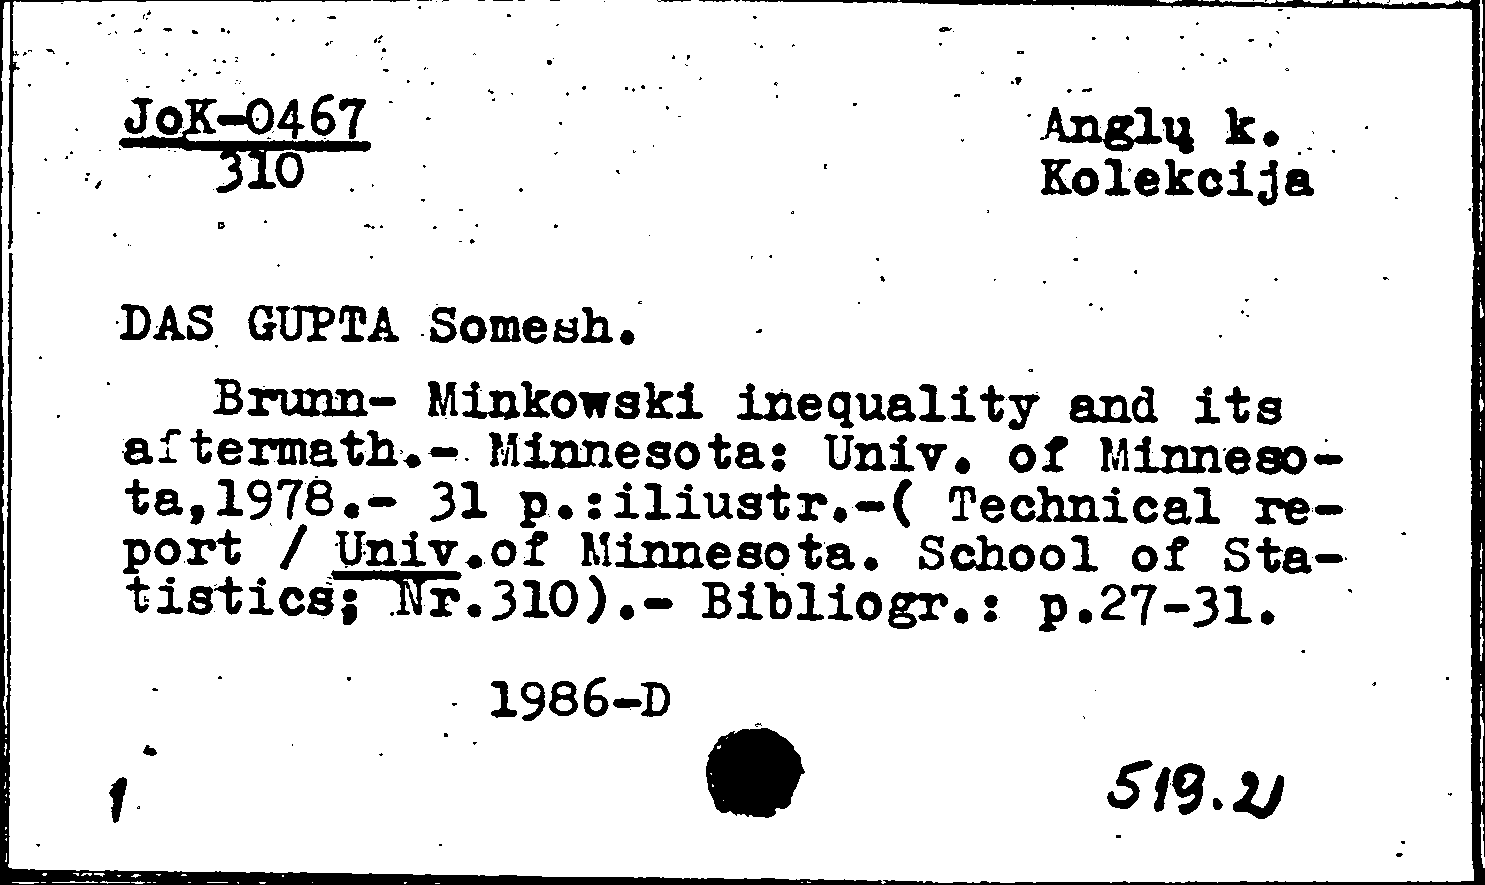 JoK-0467
310
Anglų k.
Kolekcija
DAS GUPTA Somesh.
Brunn- Minkowski inequality and its
aftermath.- Minnesota: Univ. of Minneso-
ta,1978.- 31 p.:iliustr.-( Technical re-
port / Univ.of Minnesota. School of Sta-
tistics; Nr.310).- Bibliogr.: p.27-31.
1986-D
1
519.21